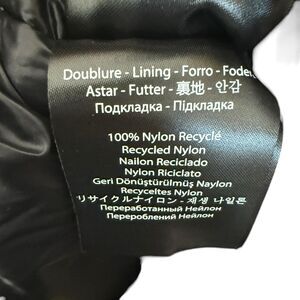 Doublure - Lining - Forro - Foder
Astar - Futter - 裏地 - 안감
Подкладка - Підкладка
100% Nylon Recyclé
Recycled Nylon
Nailon Reciclado
Nylon Riciclato
Geri Dönüştürülmüş Naylon
Recyceltes Nylon
リサイクルナイロン - 재생 나일론
Переработанный Нейлон
Перероблений Нейлон